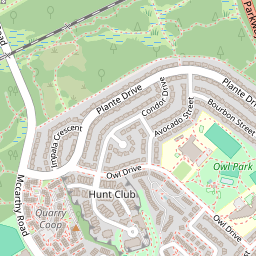 Parkway
Road
Plante Drive
Plante Drive
Condor Drive
Avocado Street
Bourbon Street
Impala Crescent
Owl Park
Owl Drive
Mccarthy Road
Hunt Club
Quarry
Coop
Owl Drive